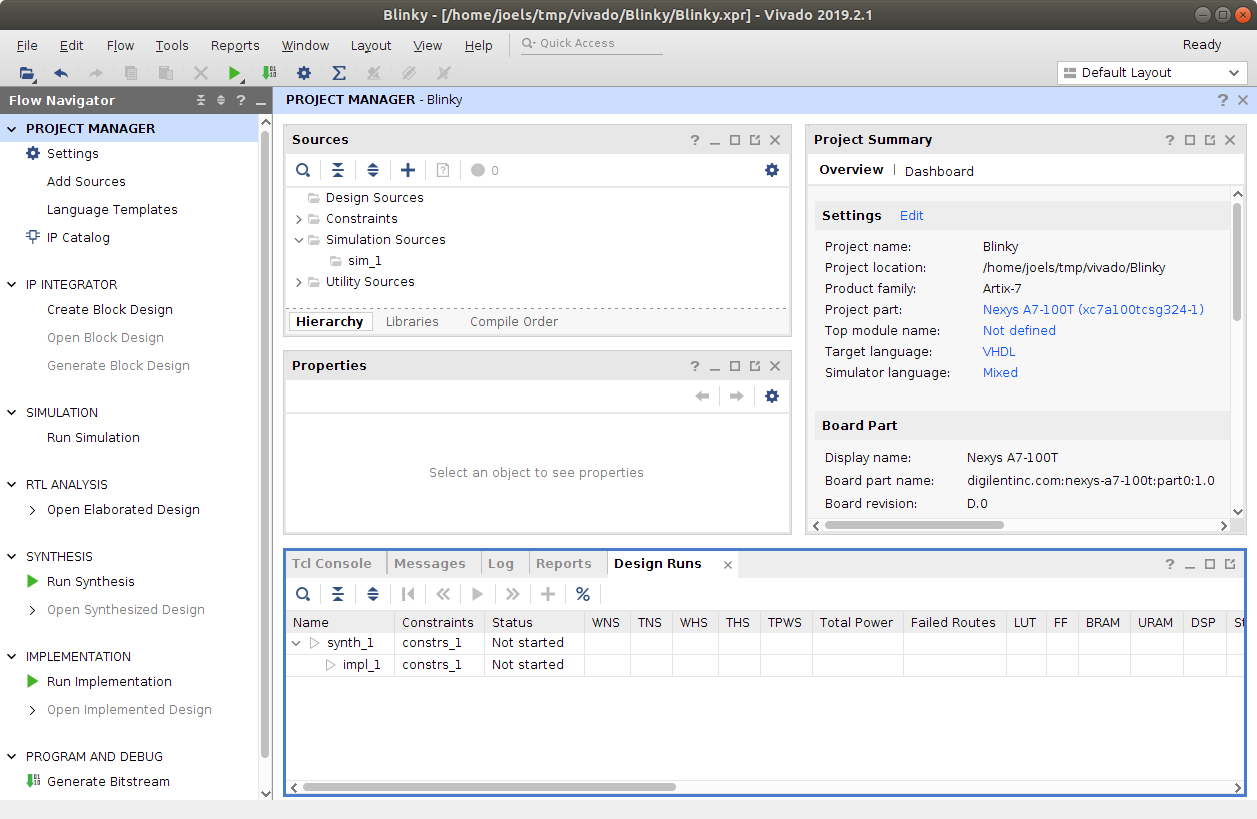 Blinky - [/home/joels/tmp/vivado/Blinky/Blinky.xpr] - Vivado 2019.2.1
File Edit Flow Tools Reports Window Layout View Help Quick Access Ready
Default Layout
Flow Navigator
PROJECT MANAGER
Settings
Add Sources
Language Templates
IP Catalog
IP INTEGRATOR
Create Block Design
Open Block Design
Generate Block Design
SIMULATION
Run Simulation
RTL ANALYSIS
Open Elaborated Design
SYNTHESIS
Run Synthesis
Open Synthesized Design
IMPLEMENTATION
Run Implementation
Open Implemented Design
PROGRAM AND DEBUG
Generate Bitstream
PROJECT MANAGER - Blinky
Sources
0
Design Sources
Constraints
Simulation Sources
sim_1
Utility Sources
Hierarchy Libraries Compile Order
Properties
Select an object to see properties
Project Summary
Overview Dashboard
Settings Edit
Project name: Blinky
Project location: /home/joels/tmp/vivado/Blinky
Product family: Artix-7
Project part: Nexys A7-100T (xc7a100tcsg324-1)
Top module name: Not defined
Target language: VHDL
Simulator language: Mixed
Board Part
Display name: Nexys A7-100T
Board part name: digilentinc.com:nexys-a7-100t:part0:1.0
Board revision: D.0
Tcl Console Messages Log Reports Design Runs
Name Constraints Status WNS TNS WHS THS TPWS Total Power Failed Routes LUT FF BRAM URAM DSP
synth_1 constrs_1 Not started
impl_1 constrs_1 Not started